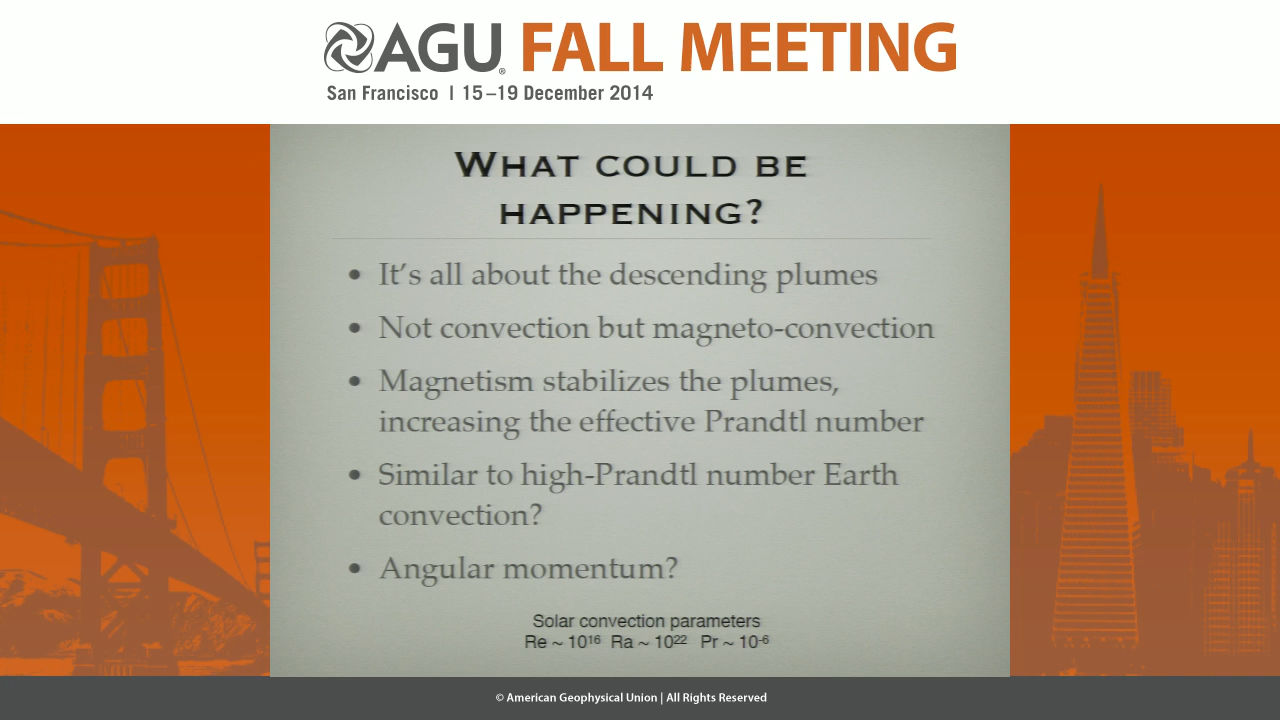 AGU® FALL MEETING
San Francisco | 15–19 December 2014
WHAT COULD BE
HAPPENING?
• It's all about the descending plumes
• Not convection but magneto-convection
• Magnetism stabilizes the plumes,
increasing the effective Prandtl number
• Similar to high-Prandtl number Earth
convection?
• Angular momentum?
Solar convection parameters
Re ~ 10¹⁶ Ra ~ 10²² Pr ~ 10⁻⁶
© American Geophysical Union | All Rights Reserved